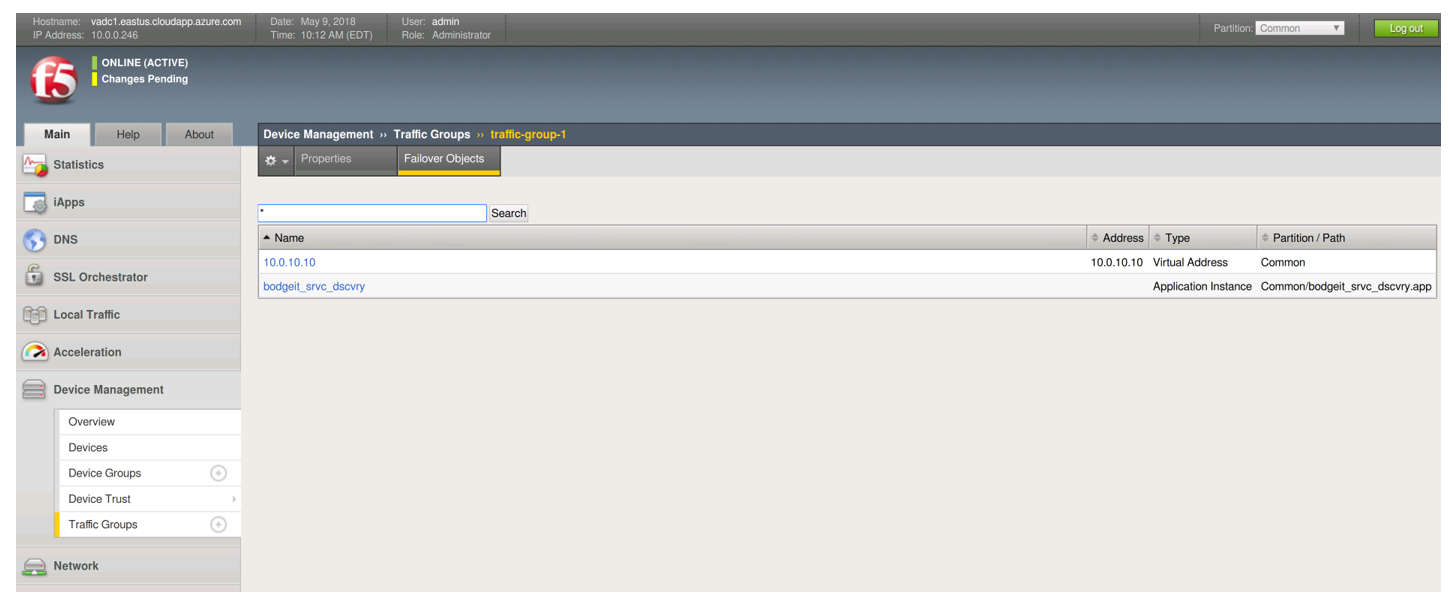 Hostname: vadc1.eastus.cloudapp.azure.com Date: May 9, 2018 User: admin
IP Address: 10.0.0.246 Time: 10:12 AM (EDT) Role: Administrator
Partition: Common Log out
f5
ONLINE (ACTIVE)
Changes Pending
Main Help About
Device Management ›› Traffic Groups ›› traffic-group-1
Properties Failover Objects
Statistics
iApps
DNS
SSL Orchestrator
Local Traffic
Acceleration
Device Management
Overview
Devices
Device Groups
Device Trust
Traffic Groups
Network
* Search
Name Address Type Partition / Path
10.0.10.10 10.0.10.10 Virtual Address Common
bodgeit_srvc_dscvry Application Instance Common/bodgeit_srvc_dscvry.app